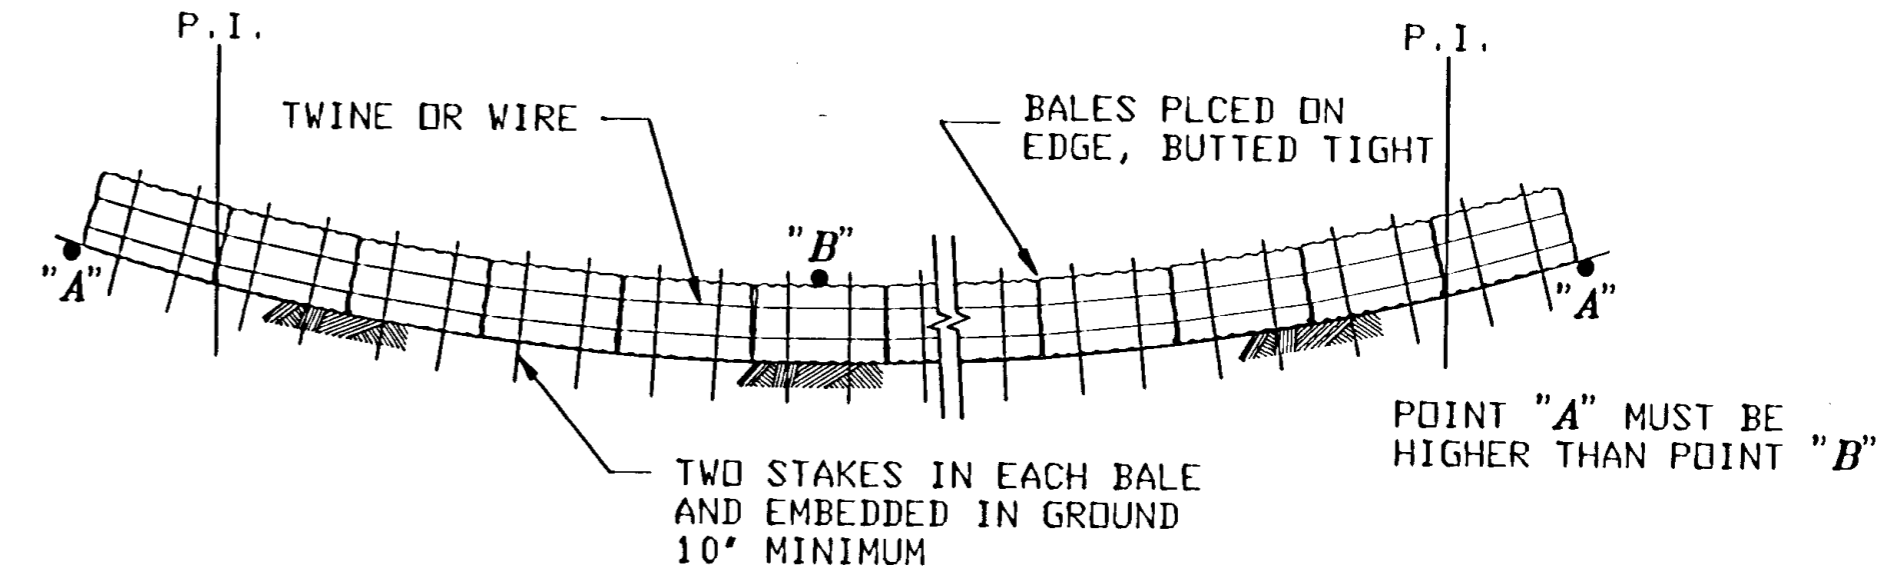 P.I.
P.I.
TWINE OR WIRE
BALES PLCED ON
EDGE, BUTTED TIGHT
"B"
"A"
"A"
POINT "A" MUST BE
HIGHER THAN POINT "B"
TWO STAKES IN EACH BALE
AND EMBEDDED IN GROUND
10" MINIMUM